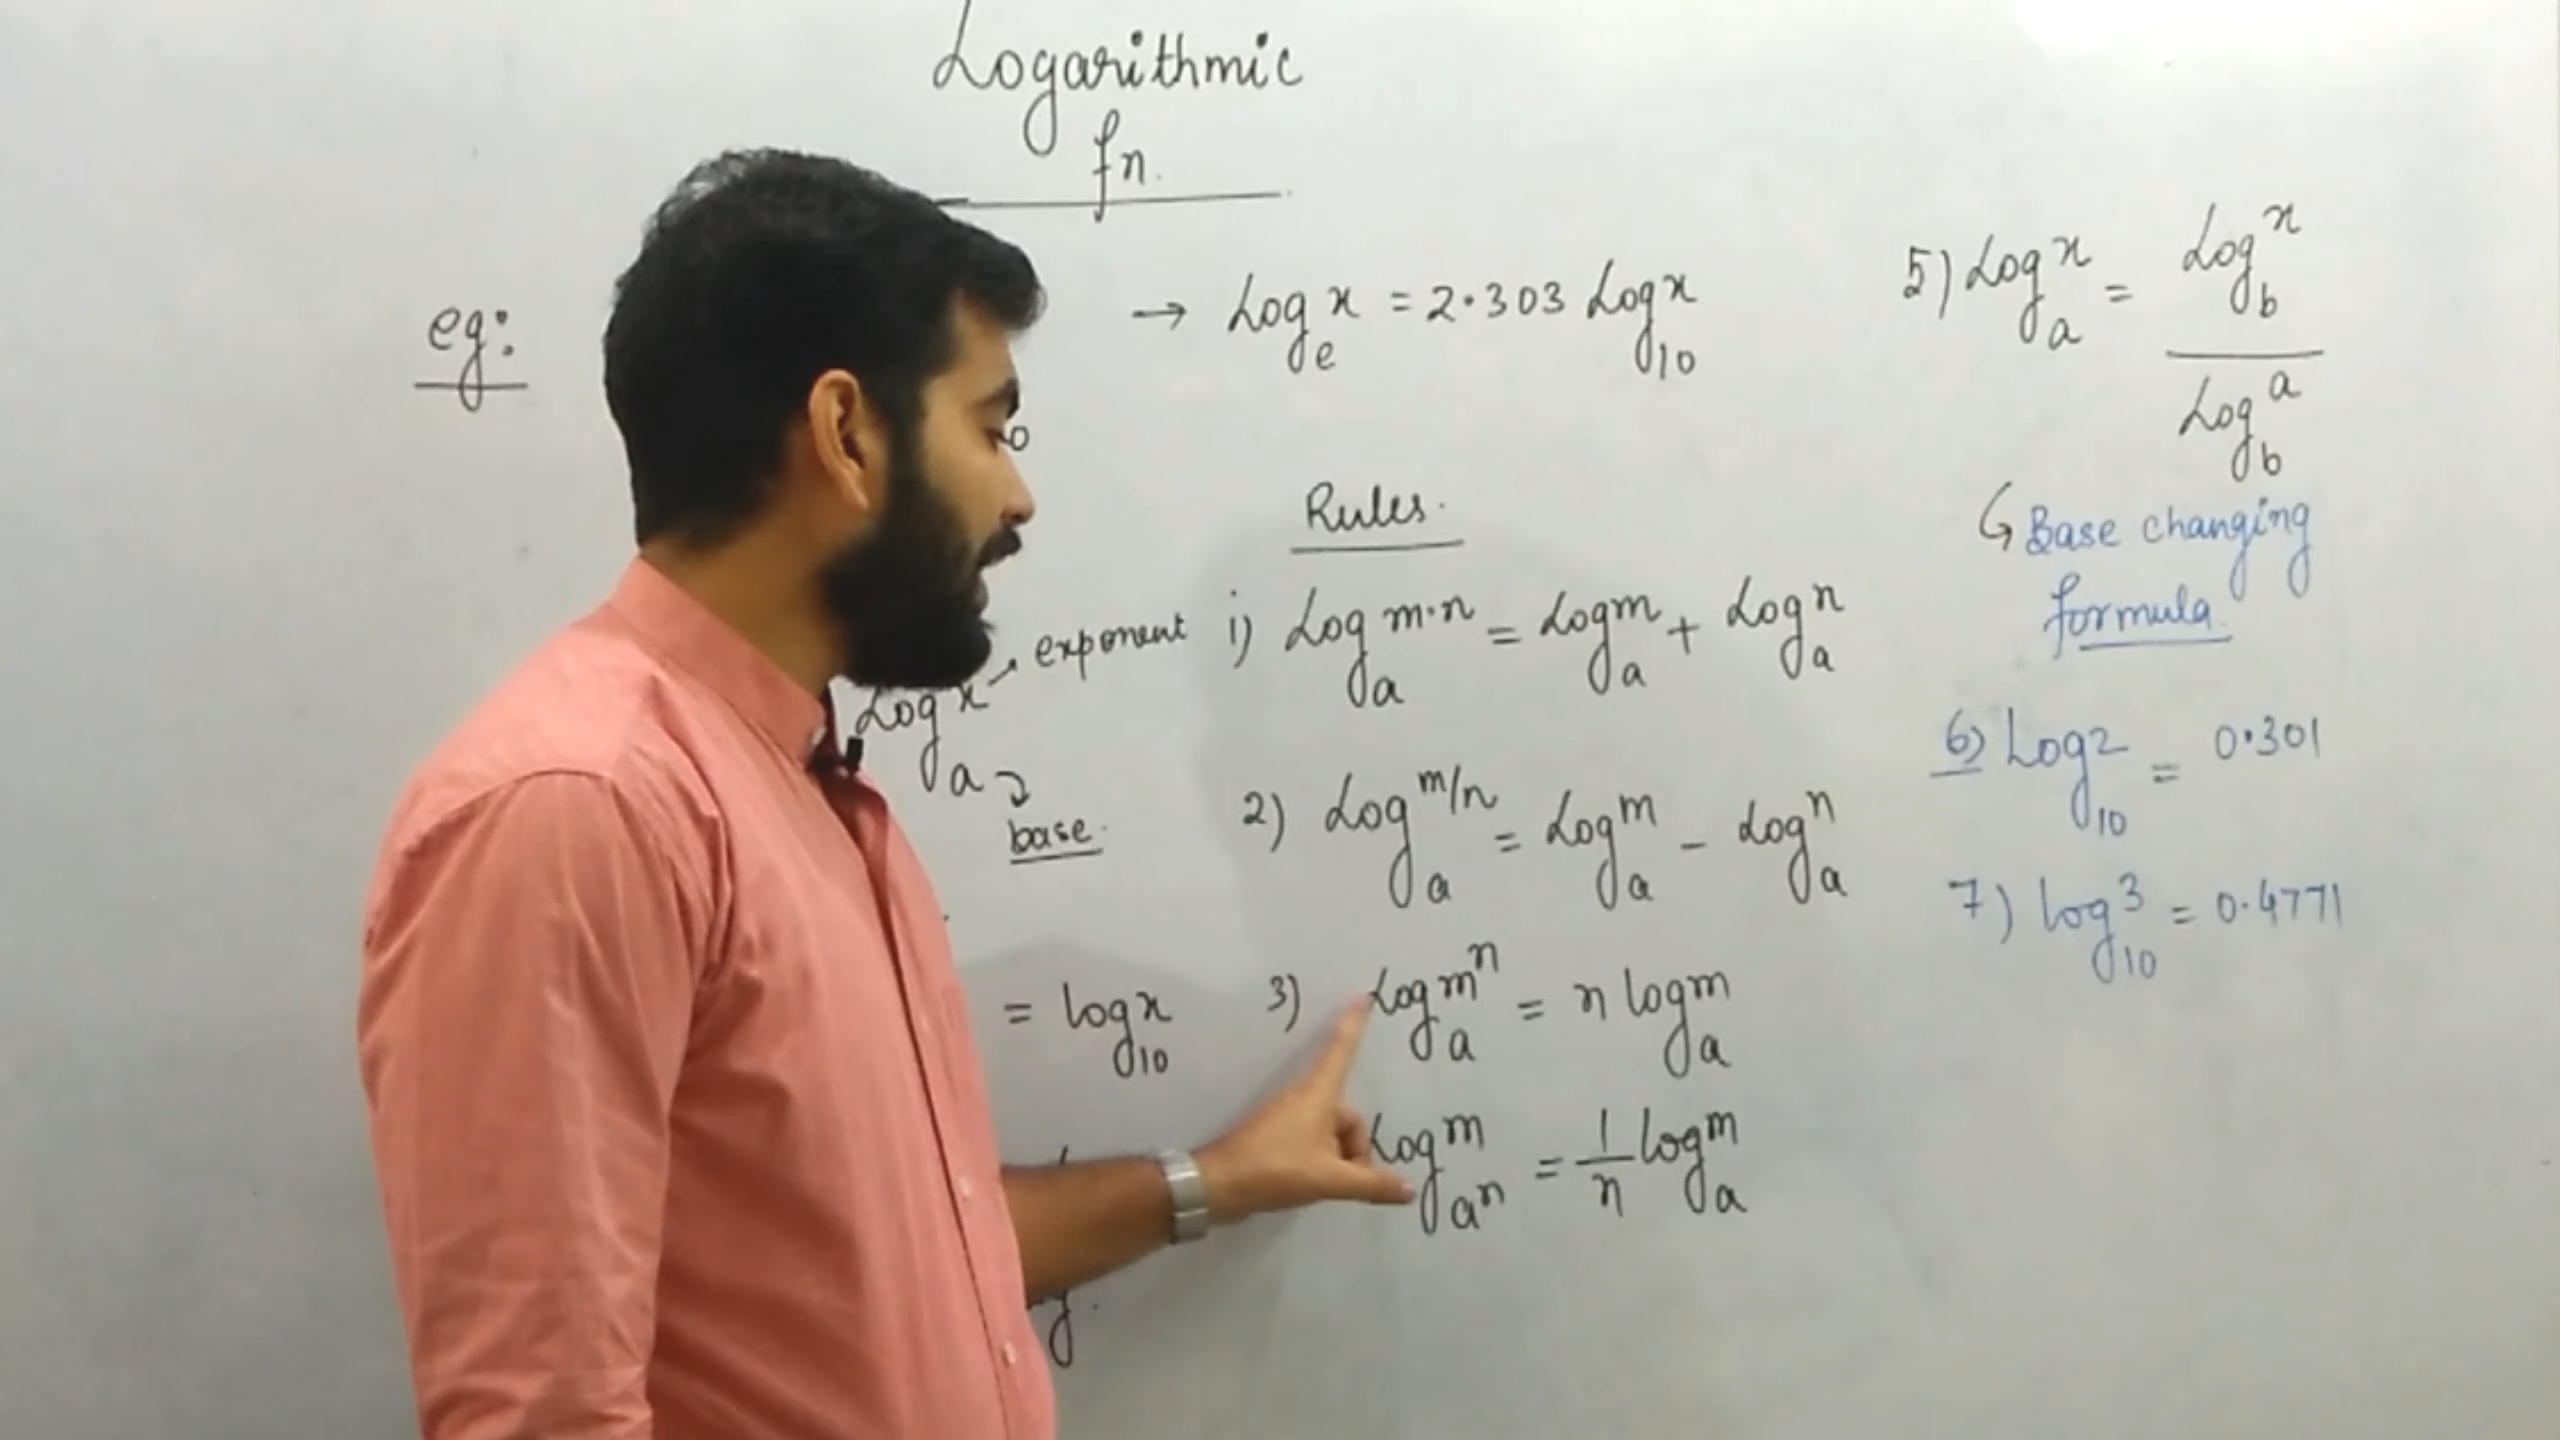 Logarithmic
fn.
eg:
→ Log_e x = 2.303 Log_10 x
Rules.
Log_a x → exponent
base.
i) Log_a m·n = Log_a m + Log_a n
2) Log_a m/n = Log_a m - Log_a n
= log_10 x
3) Log_a m^n = n log_a m
Log_a^n m = 1/n log_a m
5) Log_a x = Log_b x / Log_b a
↪ Base changing
formula.
6) Log_10 2 = 0.301
7) log_10 3 = 0.4771